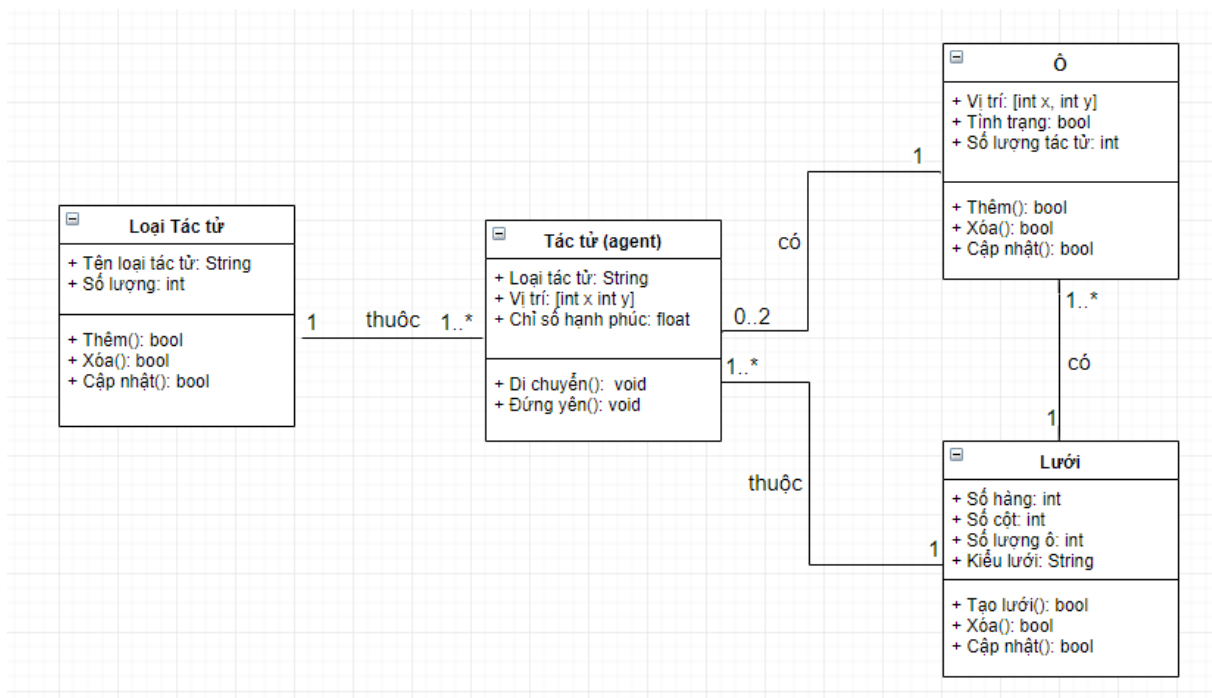 Ô
+ Vị trí: [int x, int y]
+ Tình trạng: bool
+ Số lượng tác tử: int
+ Thêm(): bool
+ Xóa(): bool
+ Cập nhật(): bool
1
có
0..2
Loại Tác tử
+ Tên loại tác tử: String
+ Số lượng: int
+ Thêm(): bool
+ Xóa(): bool
+ Cập nhật(): bool
1
thuôc
1..*
Tác tử (agent)
+ Loại tác tử: String
+ Vị trí: [int x int y]
+ Chỉ số hạnh phúc: float
+ Di chuyển(): void
+ Đứng yên(): void
1..*
thuộc
1
1..*
có
1
Lưới
+ Số hàng: int
+ Số cột: int
+ Số lượng ô: int
+ Kiểu lưới: String
+ Tạo lưới(): bool
+ Xóa(): bool
+ Cập nhật(): bool